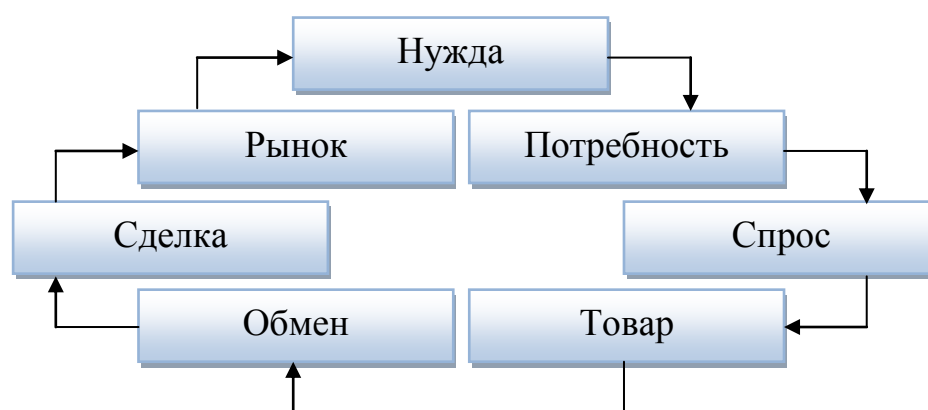 Нужда
Рынок
Потребность
Сделка
Спрос
Обмен
Товар